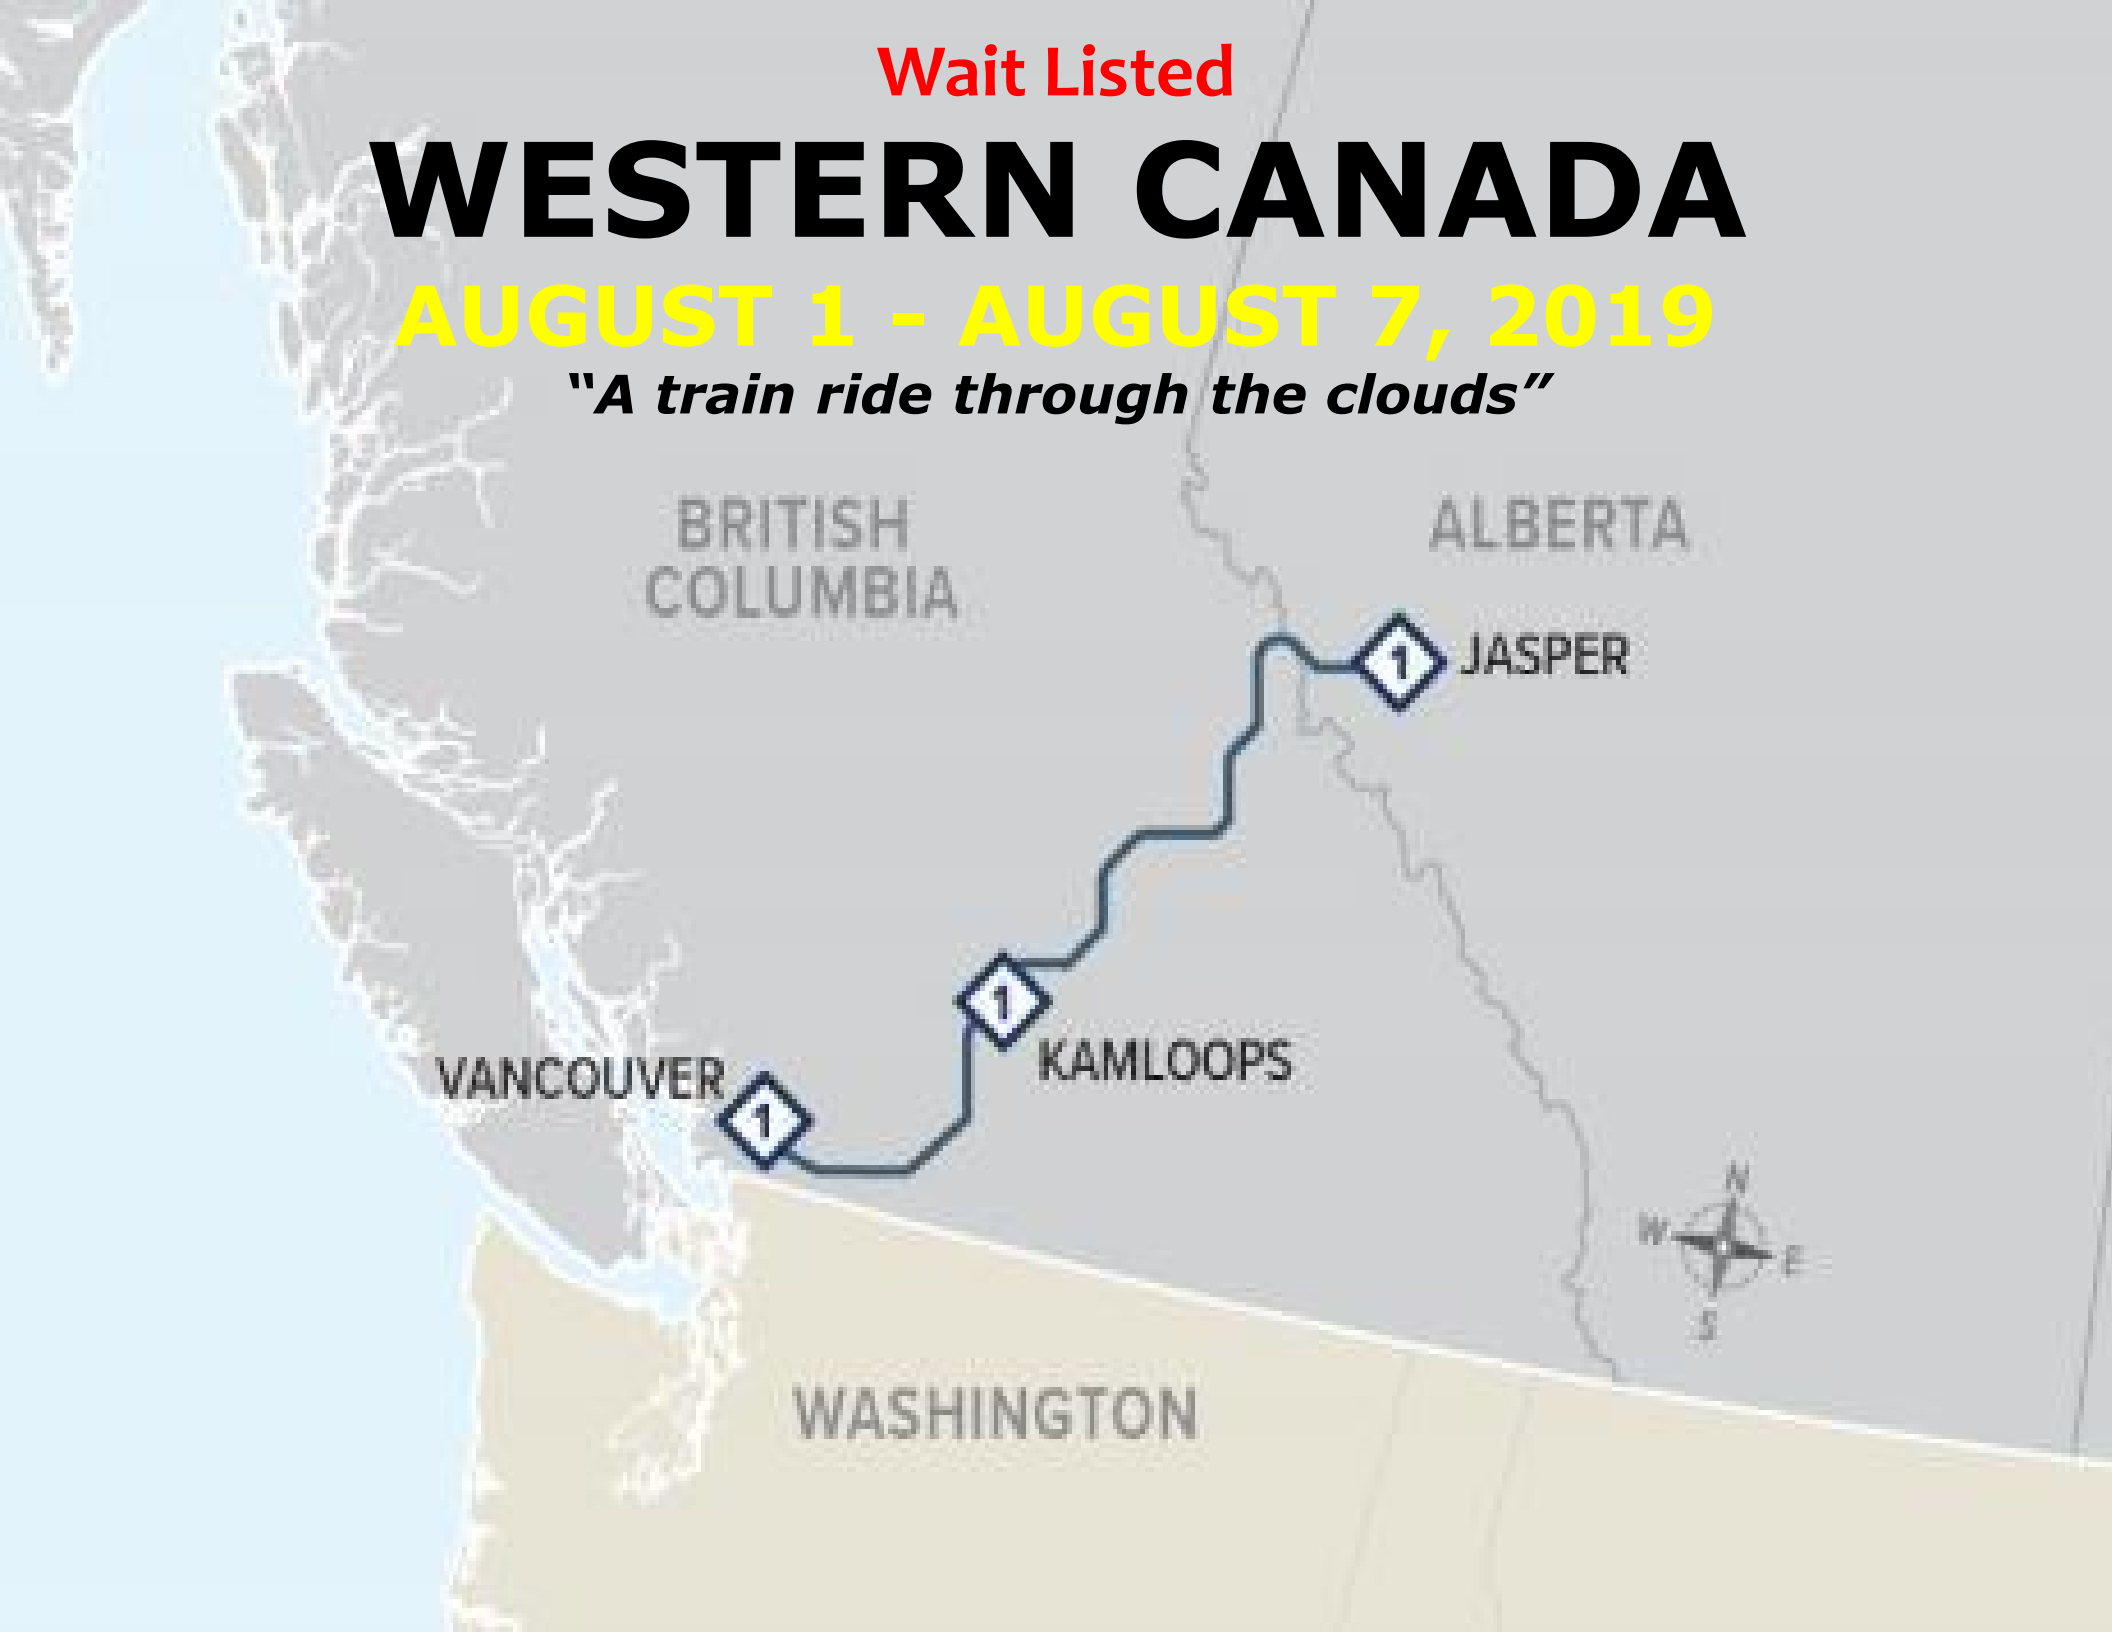 Wait Listed
WESTERN CANADA
AUGUST 1 - AUGUST 7, 2019
“A train ride through the clouds”
BRITISH
COLUMBIA
ALBERTA
1
JASPER
1
KAMLOOPS
VANCOUVER
1
N
W
E
S
WASHINGTON